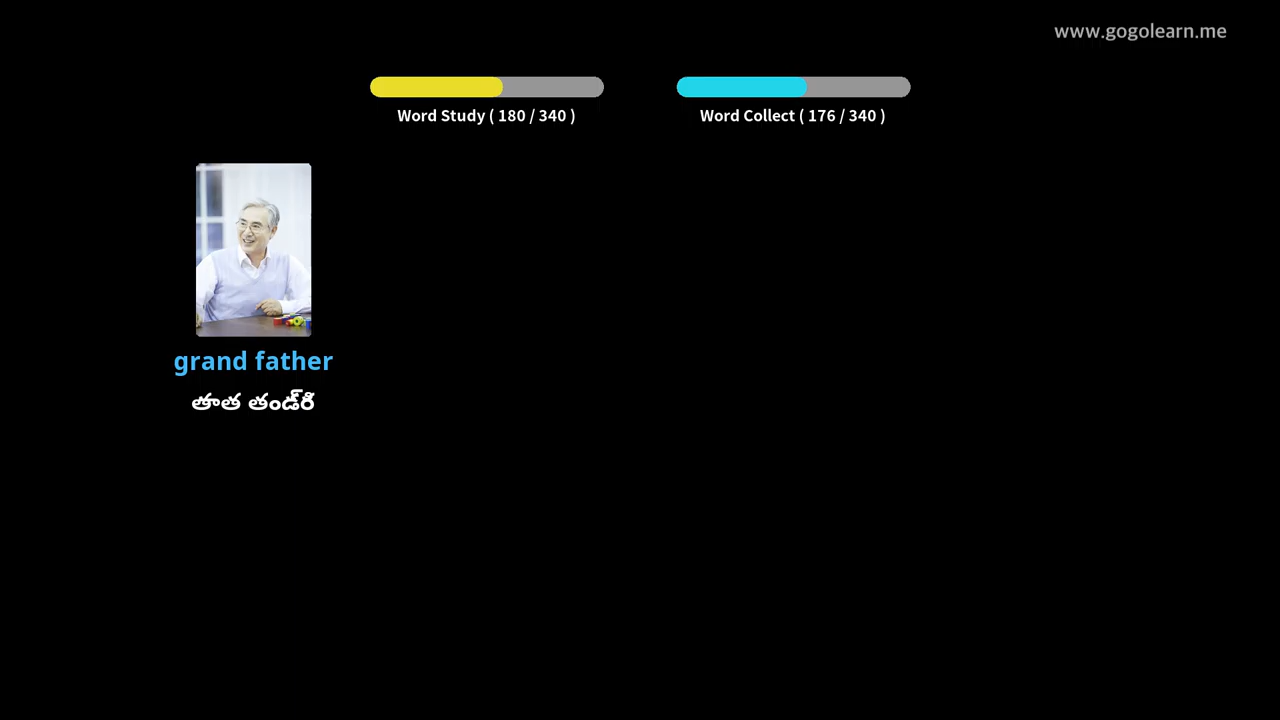 www.gogolearn.me
Word Study ( 180 / 340 )
Word Collect ( 176 / 340 )
grand father
తాత తండ్రి